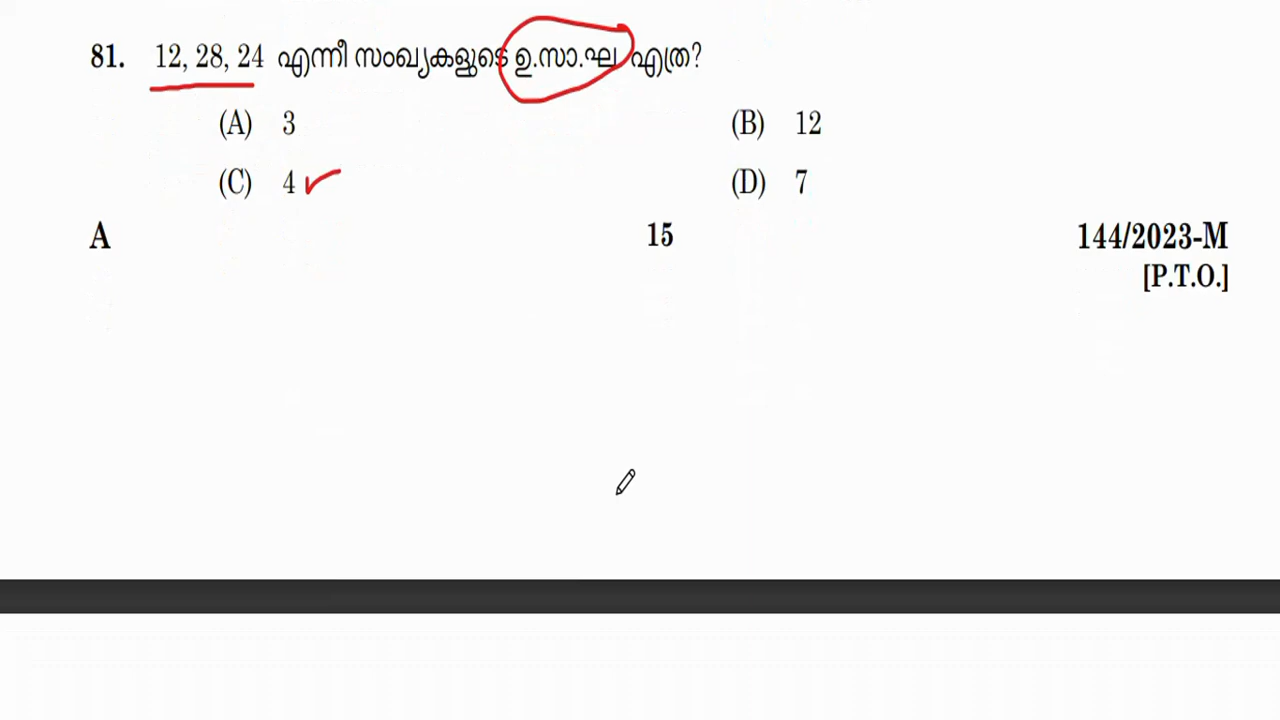 81. 12, 28, 24 എന്നീ സംഖ്യകളുടെ ഉ.സാ.ഘ എത്ര?
(A) 3 (B) 12
(C) 4 (D) 7
A 15 144/2023-M
[P.T.O.]